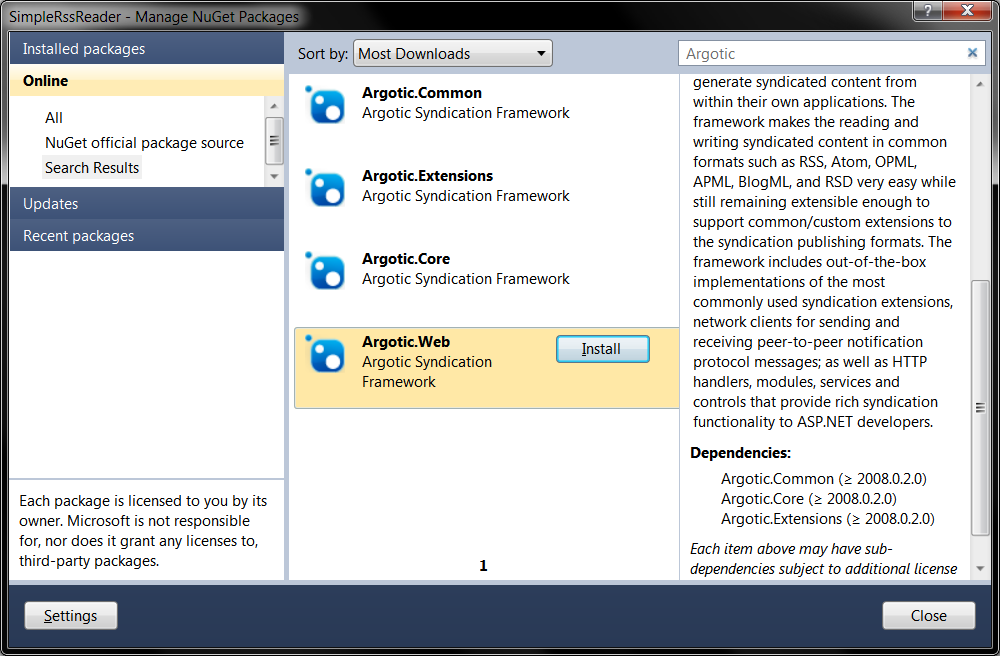 SimpleRssReader - Manage NuGet Packages
?
Installed packages
Online
All
NuGet official package source
Search Results
Updates
Recent packages
Each package is licensed to you by its
owner. Microsoft is not responsible
for, nor does it grant any licenses to,
third-party packages.
Sort by: Most Downloads
Argotic.Common
Argotic Syndication Framework
Argotic.Extensions
Argotic Syndication Framework
Argotic.Core
Argotic Syndication Framework
Argotic.Web
Argotic Syndication
Framework
Install
1
Argotic
generate syndicated content from
within their own applications. The
framework makes the reading and
writing syndicated content in common
formats such as RSS, Atom, OPML,
APML, BlogML, and RSD very easy while
still remaining extensible enough to
support common/custom extensions to
the syndication publishing formats. The
framework includes out-of-the-box
implementations of the most
commonly used syndication extensions,
network clients for sending and
receiving peer-to-peer notification
protocol messages; as well as HTTP
handlers, modules, services and
controls that provide rich syndication
functionality to ASP.NET developers.
Dependencies:
Argotic.Common (≥ 2008.0.2.0)
Argotic.Core (≥ 2008.0.2.0)
Argotic.Extensions (≥ 2008.0.2.0)
Each item above may have sub-
dependencies subject to additional license
Settings
Close